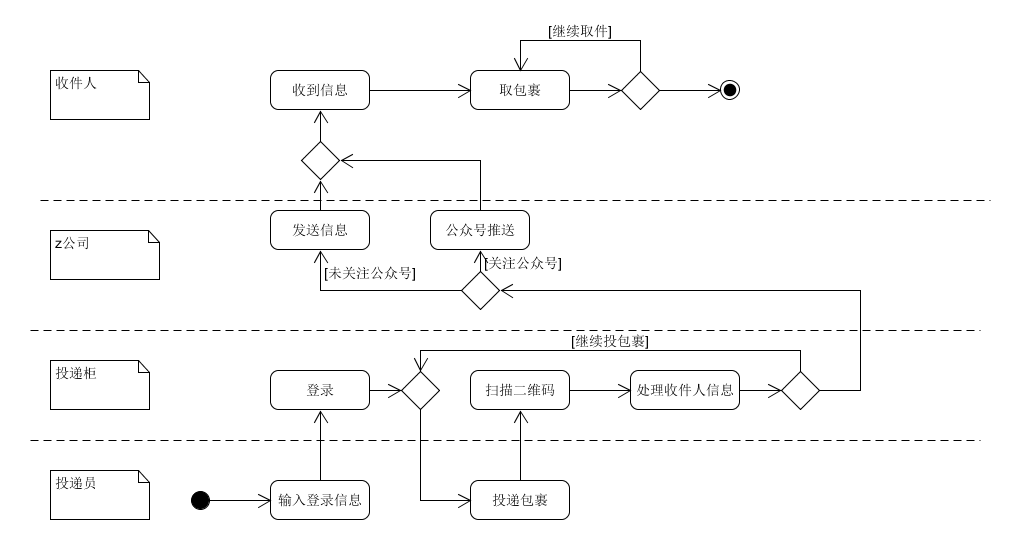 [继续取件]
收件人
收到信息
取包裹
z公司
发送信息
公众号推送
[未关注公众号]
[关注公众号]
[继续投包裹]
投递柜
登录
扫描二维码
处理收件人信息
投递员
输入登录信息
投递包裹